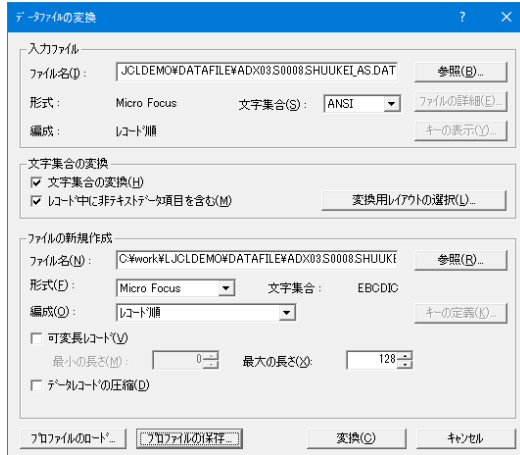 ﾃﾞｰﾀﾌｧｲﾙの変換
入力ファイル
ﾌｧｲﾙ名(I): JCLDEMO¥DATAFILE¥ADX03.S0008.SHUUKEI_AS.DAT 参照(B)...
形式: Micro Focus 文字集合(S): ANSI ﾌｧｲﾙの詳細(E)...
編成: ﾚｺｰﾄﾞ順 キーの表示(Y)...
文字集合の変換
文字集合の変換(H)
ﾚｺｰﾄﾞ中に非ﾃｷｽﾄﾃﾞｰﾀ項目を含む(M) 変換用ﾚｲｱｳﾄの選択(L)...
ﾌｧｲﾙの新規作成
ﾌｧｲﾙ名(N): C:¥work¥LJCLDEMO¥DATAFILE¥ADX03.S0008.SHUUKE 参照(R)...
形式(F): Micro Focus 文字集合: EBCDIC
編成(O): ﾚｺｰﾄﾞ順 キーの定義(K)...
可変長ﾚｺｰﾄﾞ(V)
最小の長さ(M): 0 最大の長さ(X): 128
ﾃﾞｰﾀﾚｺｰﾄﾞの圧縮(D)
ﾌﾟﾛﾌｧｲﾙのﾛｰﾄﾞ... ﾌﾟﾛﾌｧｲﾙの保存... 変換(C) ｷｬﾝｾﾙ